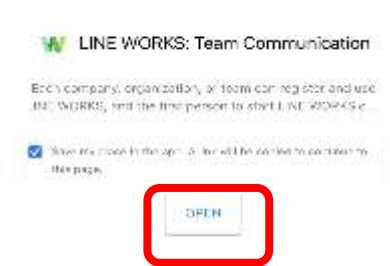 LINE WORKS: Team Communication
Each company, organization, or team can register and use
LINE WORKS, and the first person to start LINE WORKS c...
Save my place in the app. A link will be copied to continue to
this page.
OPEN